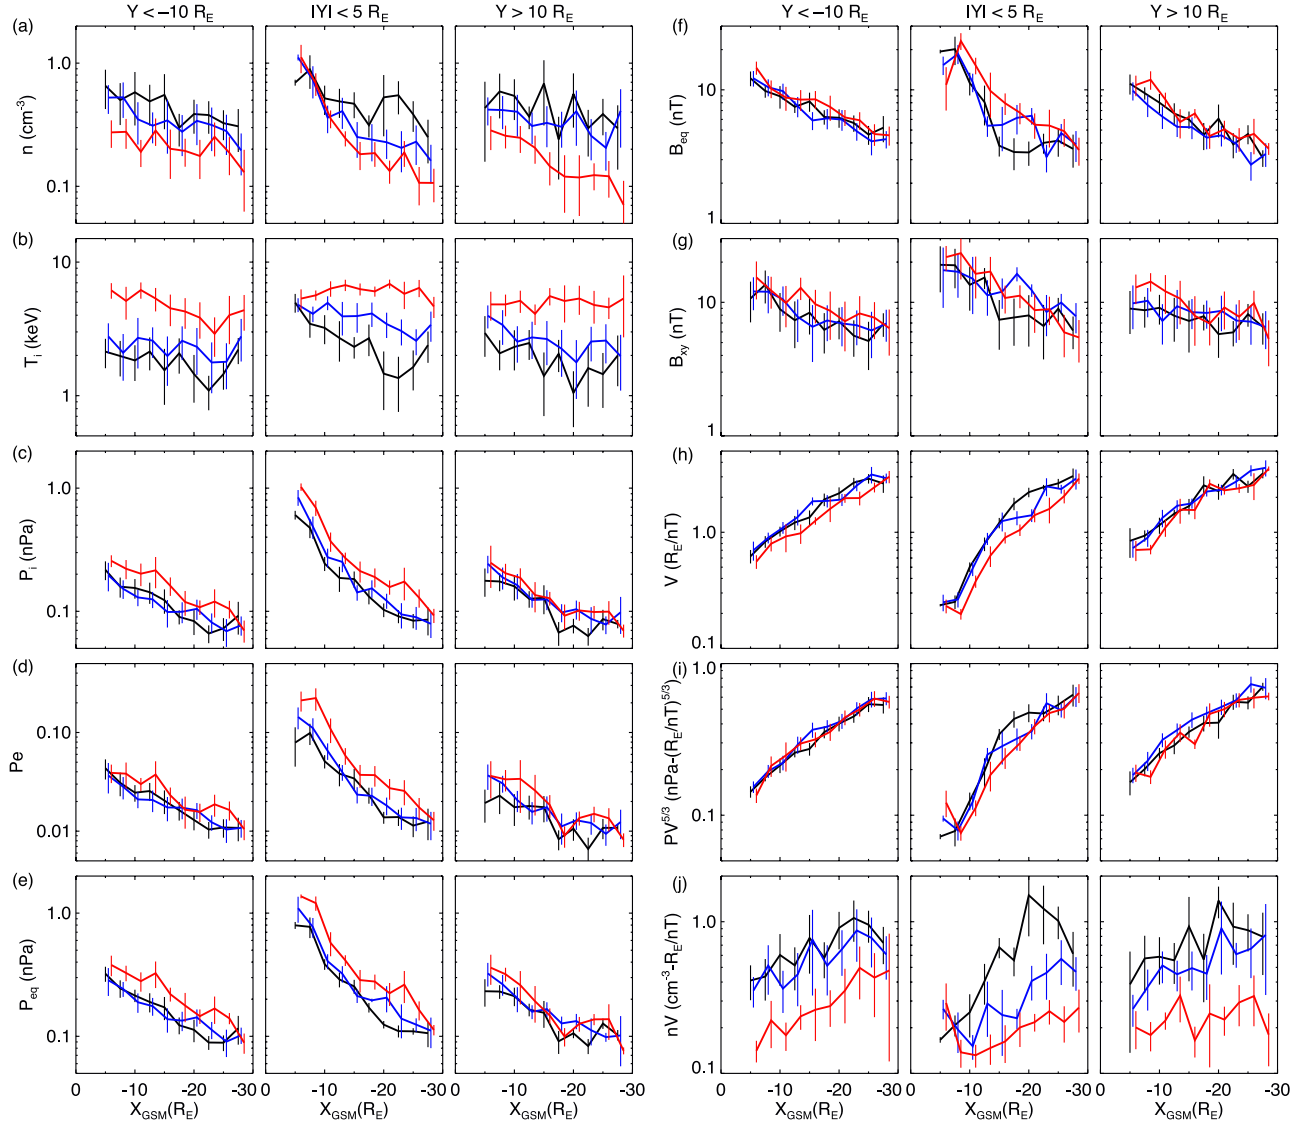 Y < −10 R_E |Y| < 5 R_E Y > 10 R_E
(a)
n (cm⁻³)
1.0
0.1
(b)
T_i (keV)
10
1
(c)
P_i (nPa)
1.0
0.1
(d)
Pe
0.10
0.01
(e)
P_eq (nPa)
1.0
0.1
0 -10 -20 -30 0 -10 -20 -30 0 -10 -20 -30
X_GSM(R_E) X_GSM(R_E) X_GSM(R_E)
Y < −10 R_E |Y| < 5 R_E Y > 10 R_E
(f)
B_eq (nT)
10
1
(g)
B_xy (nT)
10
1
(h)
V (R_E/nT)
1.0
0.1
(i)
PV^5/3 (nPa-(R_E/nT)^5/3)
1.0
0.1
(j)
nV (cm⁻³-R_E/nT)
1.0
0.1
0 -10 -20 -30 0 -10 -20 -30 0 -10 -20 -30
X_GSM(R_E) X_GSM(R_E) X_GSM(R_E)